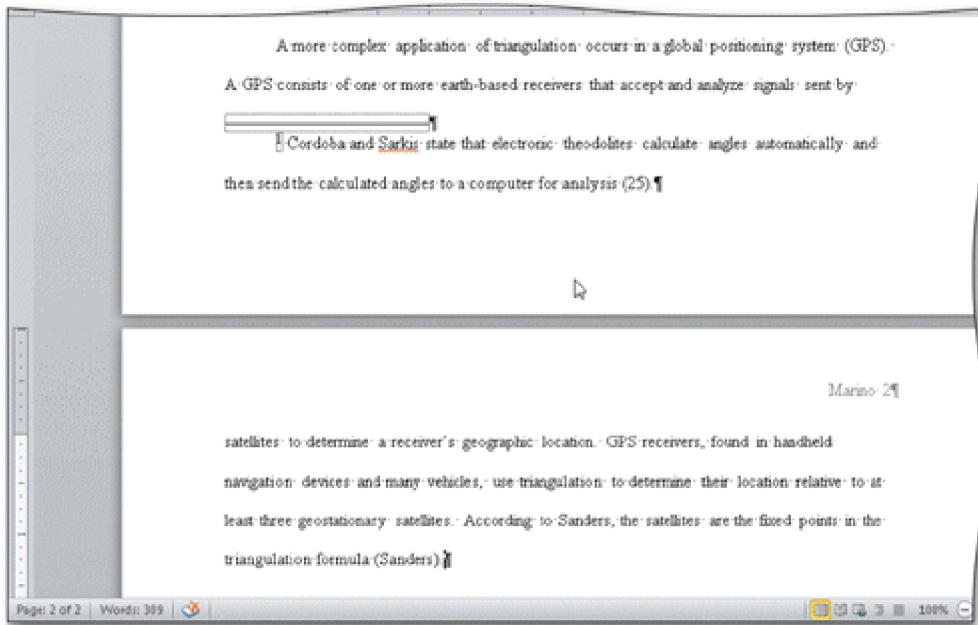 A more complex application of triangulation occurs in a global positioning system (GPS).
A GPS consists of one or more earth-based receivers that accept and analyze signals sent by
1 Cordoba and Sarkis state that electronic theodolites calculate angles automatically and
then send the calculated angles to a computer for analysis (25).¶
Marino 2¶
satellites to determine a receiver's geographic location. GPS receivers, found in handheld
navigation devices and many vehicles, use triangulation to determine their location relative to at
least three geostationary satellites. According to Sanders, the satellites are the fixed points in the
triangulation formula (Sanders).¶
Page: 2 of 2 Words: 309 100%